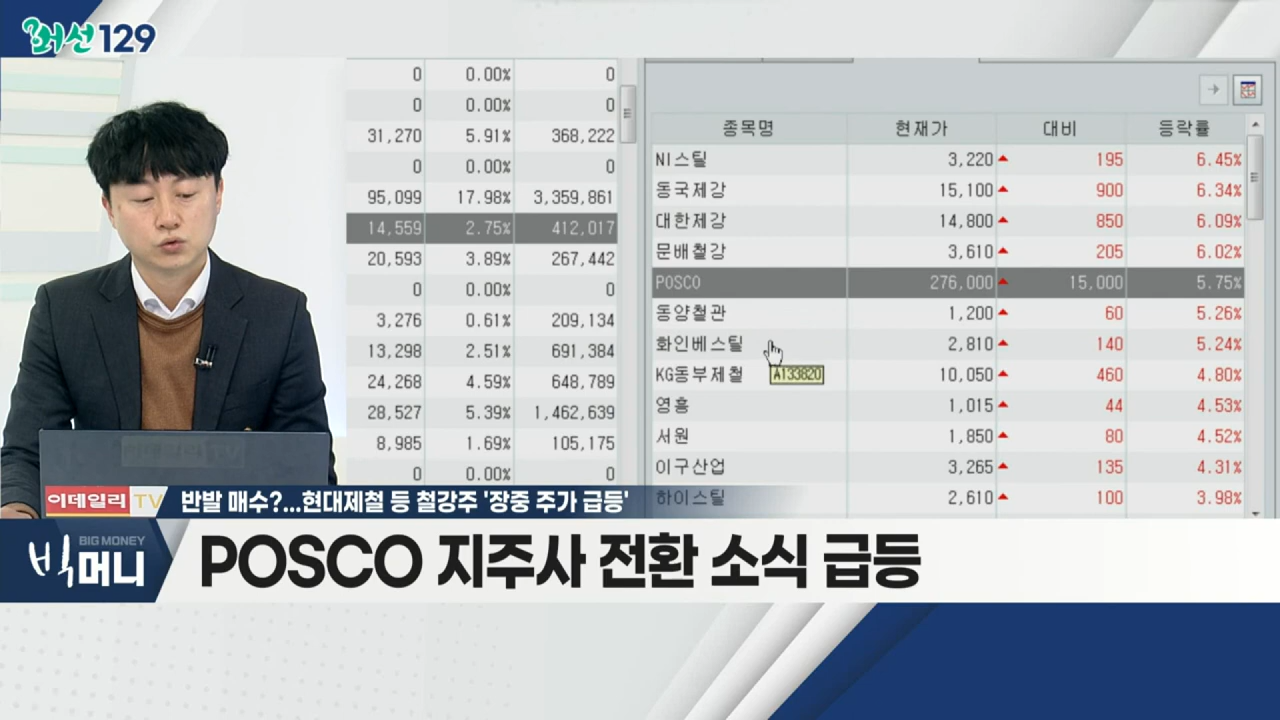 머선129
0 0.00% 0
0 0.00% 0
31,270 5.91% 368,222
0 0.00% 0
95,099 17.98% 3,359,861
14,559 2.75% 412,017
20,593 3.89% 267,442
0 0.00% 0
3,276 0.61% 209,134
13,298 2.51% 691,384
24,268 4.59% 648,789
28,527 5.39% 1,462,639
8,985 1.69% 105,175
0 0.00% 0
종목명 현재가 대비 등락률
NI스틸 3,220 ▲ 195 6.45%
동국제강 15,100 ▲ 900 6.34%
대한제강 14,800 ▲ 850 6.09%
문배철강 3,610 ▲ 205 6.02%
POSCO 276,000 ▲ 15,000 5.75%
동양철관 1,200 ▲ 60 5.26%
화인베스틸 2,810 ▲ 140 5.24%
A133820
KG동부제철 10,050 ▲ 460 4.80%
영흥 1,015 ▲ 44 4.53%
서원 1,850 ▲ 80 4.52%
이구산업 3,265 ▲ 135 4.31%
하이스틸 2,610 ▲ 100 3.98%
이데일리 TV
이데일리 TV 반발 매수?...현대제철 등 철강주 '장중 주가 급등'
BIG MONEY
빅머니
POSCO 지주사 전환 소식 급등